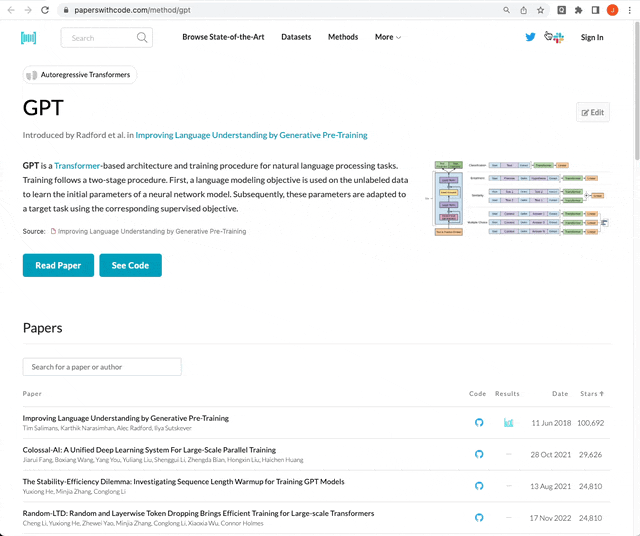 paperswithcode.com/method/gpt
J
Search
Browse State-of-the-Art Datasets Methods More
Sign In
Autoregressive Transformers
GPT
Edit
Introduced by Radford et al. in Improving Language Understanding by Generative Pre-Training
GPT is a Transformer-based architecture and training procedure for natural language processing tasks.
Training follows a two-stage procedure. First, a language modeling objective is used on the unlabeled data
to learn the initial parameters of a neural network model. Subsequently, these parameters are adapted to
a target task using the corresponding supervised objective.
Source: Improving Language Understanding by Generative Pre-Training
Read Paper See Code
Papers
Search for a paper or author
Paper Code Results Date Stars
Improving Language Understanding by Generative Pre-Training
Tim Salimans, Karthik Narasimhan, Alec Radford, Ilya Sutskever
11 Jun 2018 100,692
Colossal-AI: A Unified Deep Learning System For Large-Scale Parallel Training
Jiarui Fang, Boxiang Wang, Yang You, Yuliang Liu, Shenggui Li, Zhengda Bian, Hongxin Liu, Haichen Huang
— 28 Oct 2021 29,626
The Stability-Efficiency Dilemma: Investigating Sequence Length Warmup for Training GPT Models
Yuxiong He, Minjia Zhang, Conglong Li
— 13 Aug 2021 24,810
Random-LTD: Random and Layerwise Token Dropping Brings Efficient Training for Large-scale Transformers
Cheng Li, Yuxiong He, Zhewei Yao, Minjia Zhang, Conglong Li, Xiaoxia Wu, Connor Holmes
— 17 Nov 2022 24,810